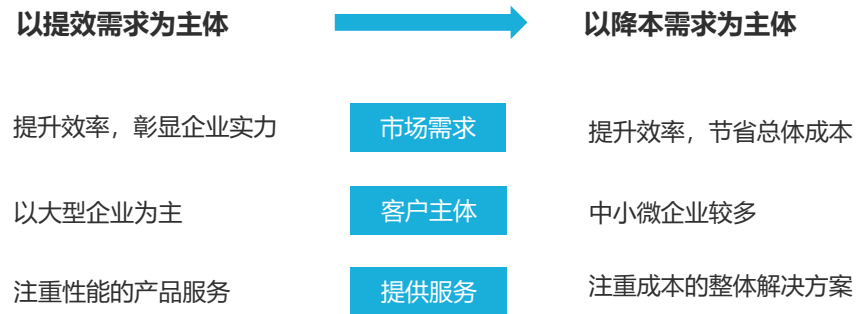 以提效需求为主体
以降本需求为主体
提升效率，彰显企业实力
市场需求
提升效率，节省总体成本
以大型企业为主
客户主体
中小微企业较多
注重性能的产品服务
提供服务
注重成本的整体解决方案